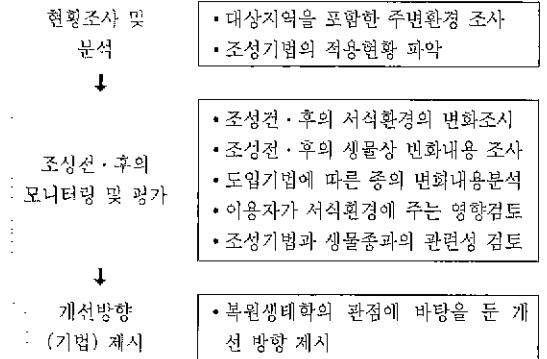 현황조사 및
분석
• 대상지역을 포함한 주변환경 조사
• 조성기법의 적용현황 파악
조성전 · 후의
모니터링 및 평가
• 조성전 · 후의 서식환경의 변화조사
• 조성전 · 후의 생물상 변화내용 조사
• 도입기법에 따른 종의 변화내용분석
• 이용자가 서식환경에 주는 영향검토
• 조성기법과 생물종과의 관련성 검토
개선방향
(기법) 제시
• 복원생태학의 관점에 바탕을 둔 개
선 방향 제시